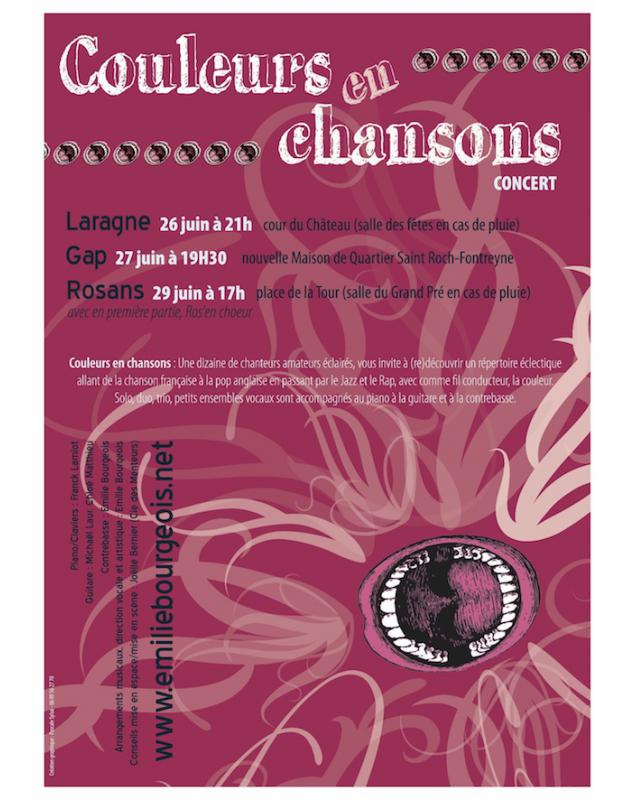 Couleurs en
chansons
CONCERT
Laragne 26 juin à 21h cour du Château (salle des fêtes en cas de pluie)
Gap 27 juin à 19H30 nouvelle Maison de Quartier Saint Roch-Fontreyne
Rosans 29 juin à 17h place de la Tour (salle du Grand Pré en cas de pluie)
avec en première partie, Ros'en choeur
Couleurs en chansons : Une dizaine de chanteurs amateurs éclairés, vous invite à (re)découvrir un répertoire éclectique
allant de la chanson française à la pop anglaise en passant par le Jazz et le Rap, avec comme fil conducteur, la couleur.
Solo, duo, trio, petits ensembles vocaux sont accompagnés au piano à la guitare et à la contrebasse.
Piano/Claviers : Franck Lamiot
Guitare : Michaël Laur, Chloé Matthieu
Contrebasse : Emilie Bourgeois
Arrangements musicaux, direction vocale et artistique : Emilie Bourgeois
Conseils mise en espace/mise en scène : Joëlle Bernier (Cie des Menteurs)
www.emiliebourgeois.net
Création graphique : Pascale